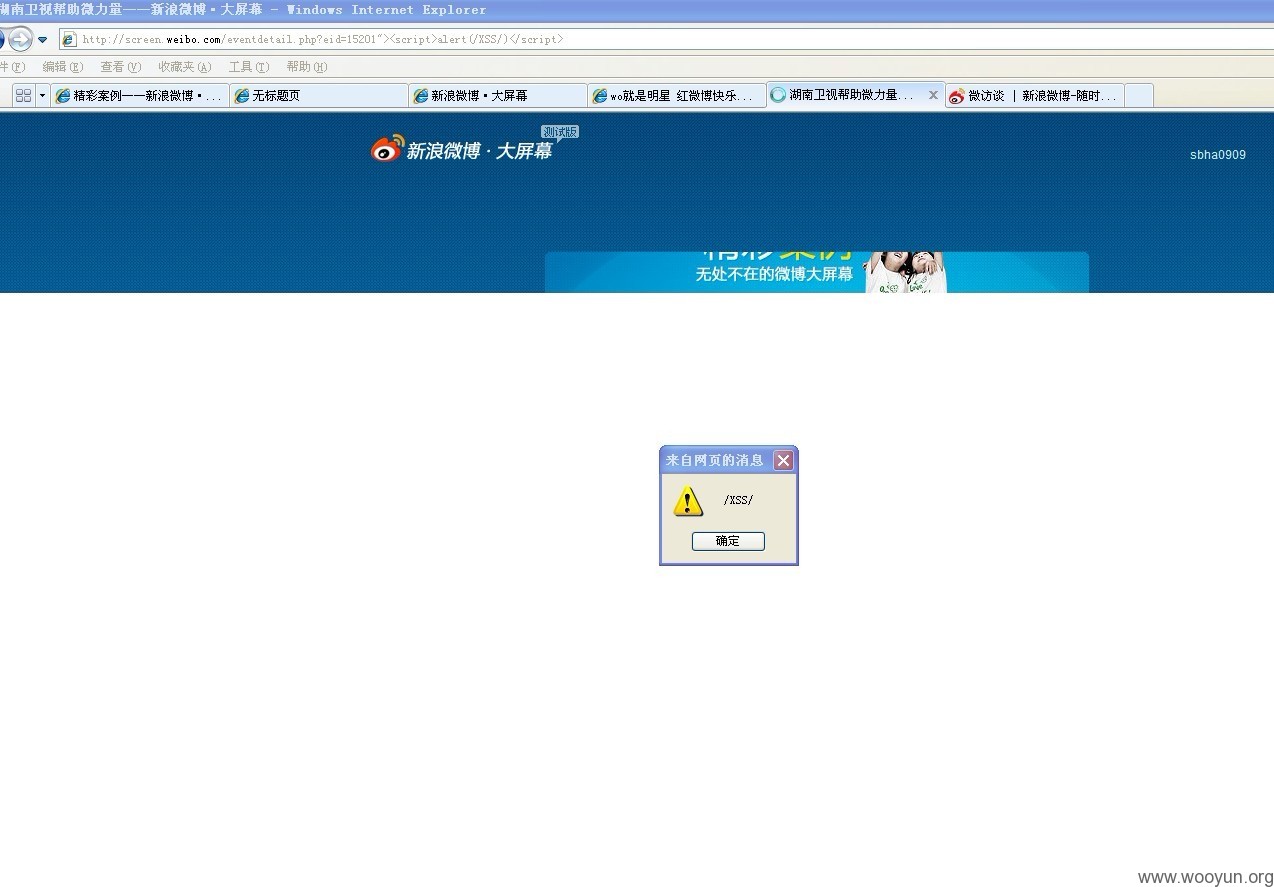 湖南卫视帮助微力量——新浪微博·大屏幕 - Windows Internet Explorer
http://screen.weibo.com/eventdetail.php?eid=15201"><script>alert(/XSS/)</script>
件(F) 编辑(E) 查看(V) 收藏夹(A) 工具(T) 帮助(H)
精彩案例——新浪微博·... 无标题页 新浪微博·大屏幕 wo就是明星 红微博快乐... 湖南卫视帮助微力量... 微访谈 | 新浪微博-随时...
测试版
新浪微博·大屏幕
sbha0909
精彩案例
无处不在的微博大屏幕
来自网页的消息
/XSS/
确定
www.wooyun.org